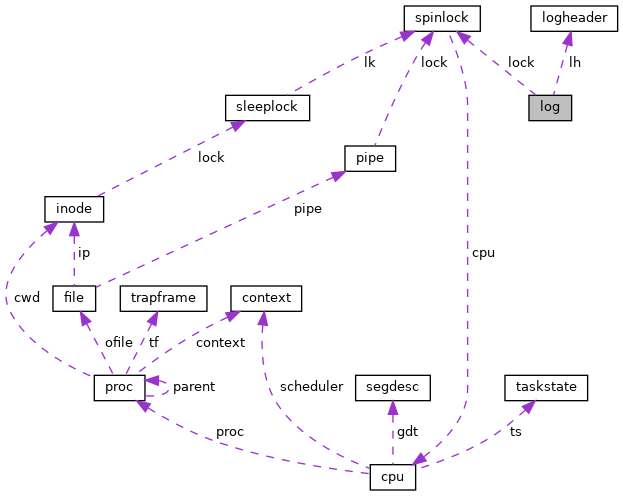 spinlock
logheader
lk
lock
lock
lh
sleeplock
log
pipe
lock
inode
pipe
ip
cpu
cwd
file
trapframe
context
ofile
tf
context
proc
parent
scheduler
segdesc
taskstate
proc
gdt
ts
cpu